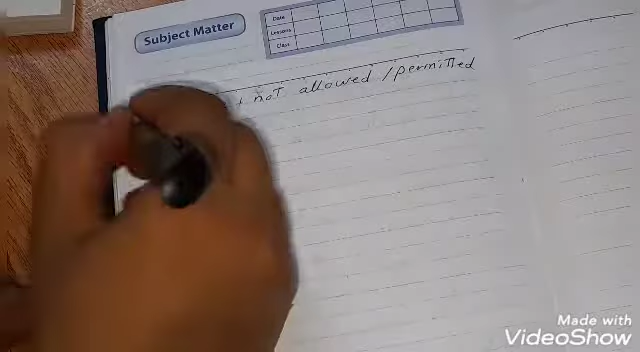 Subject Matter
Date
Lessons
Class
: not allowed / permitted
Made with
VideoShow